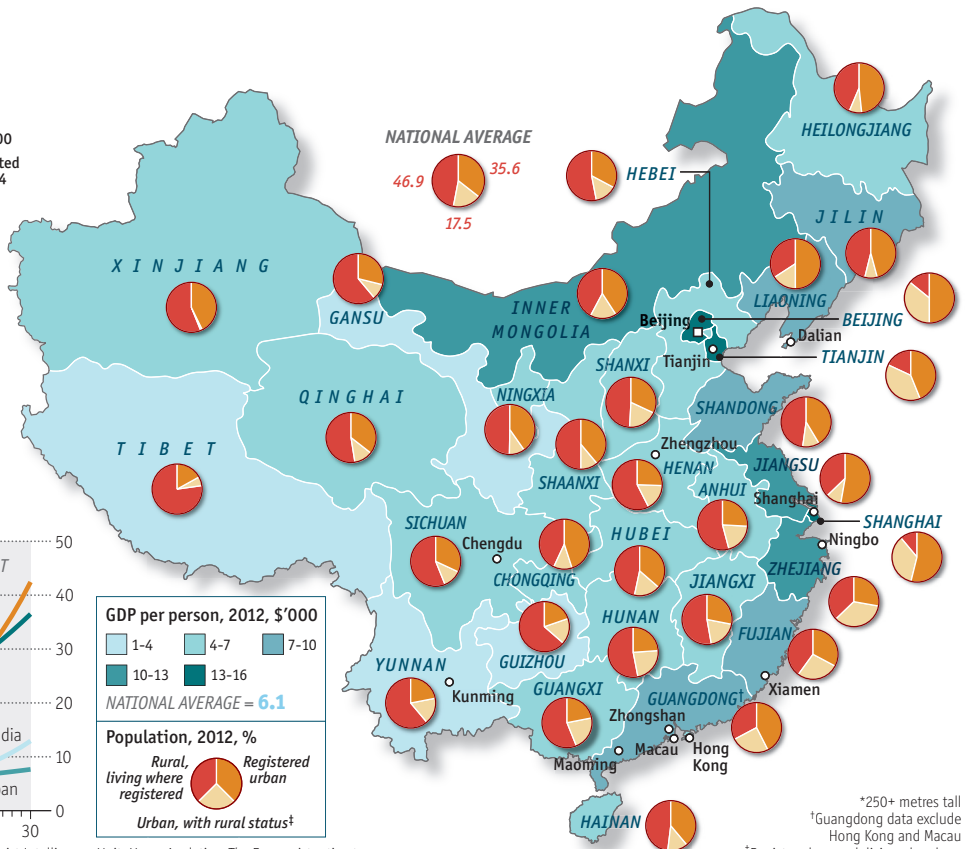 00
ted
4
NATIONAL AVERAGE
46.9
35.6
17.5
HEBEI
HEILONGJIANG
JILIN
XINJIANG
GANSU
INNER
MONGOLIA
LIAONING
Beijing
BEIJING
Dalian
Tianjin
TIANJIN
SHANXI
QINGHAI
NINGXIA
SHANDONG
TIBET
Zhengzhou
HENAN
SHAANXI
JIANGSU
ANHUI
Shanghai
SHANGHAI
SICHUAN
Chengdu
HUBEI
Ningbo
CHONGQING
ZHEJIANG
JIANGXI
HUNAN
FUJIAN
GUIZHOU
YUNNAN
Kunming
GUANGXI
GUANGDONG†
Xiamen
Zhongshan
Macau
Hong
Kong
Maoming
HAINAN
50
T
40
30
20
dia
10
an
0
30
GDP per person, 2012, $'000
1-4
4-7
7-10
10-13
13-16
NATIONAL AVERAGE = 6.1
Population, 2012, %
Rural,
living where
registered
Registered
urban
Urban, with rural status‡
*250+ metres tall
†Guangdong data exclude
Hong Kong and Macau